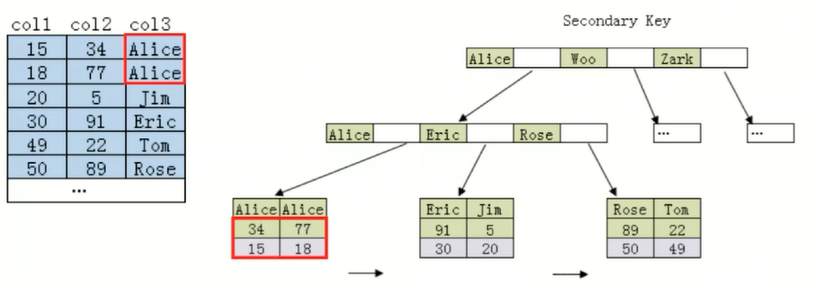 col1 col2 col3
15 34 Alice
18 77 Alice
20 5 Jim
30 91 Eric
49 22 Tom
50 89 Rose
...
Secondary Key
Alice Woo Zark
Alice Eric Rose
... ...
Alice Alice
34 77
15 18
Eric Jim
91 5
30 20
Rose Tom
89 22
50 49